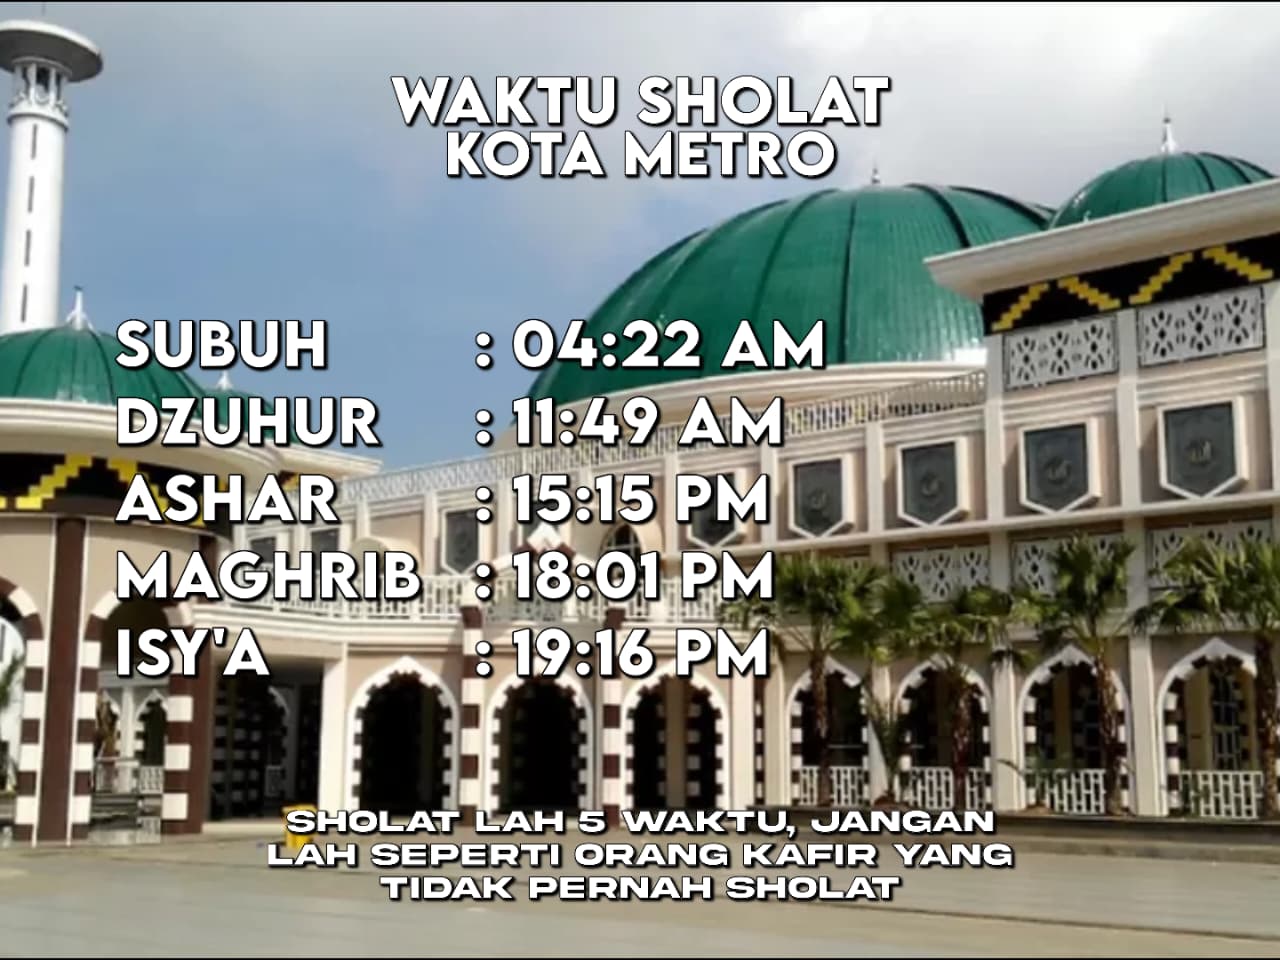 WAKTU SHOLAT
KOTA METRO
SUBUH : 04:22 AM
DZUHUR : 11:49 AM
ASHAR : 15:15 PM
MAGHRIB : 18:01 PM
ISY'A : 19:16 PM
SHOLAT LAH 5 WAKTU, JANGAN
LAH SEPERTI ORANG KAFIR YANG
TIDAK PERNAH SHOLAT